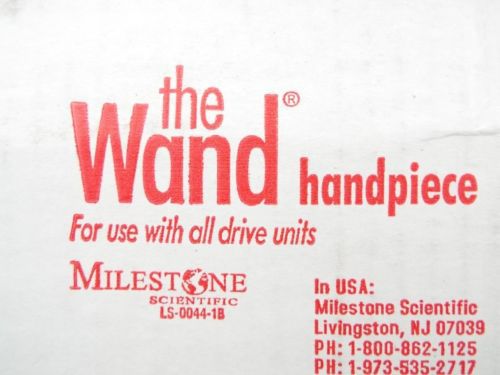 the
Wand® handpiece
For use with all drive units
MILESTONE
SCIENTIFIC
LS-0044-1B
In USA:
Milestone Scientific
Livingston, NJ 07039
PH: 1-800-862-1125
PH: 1-973-535-2717